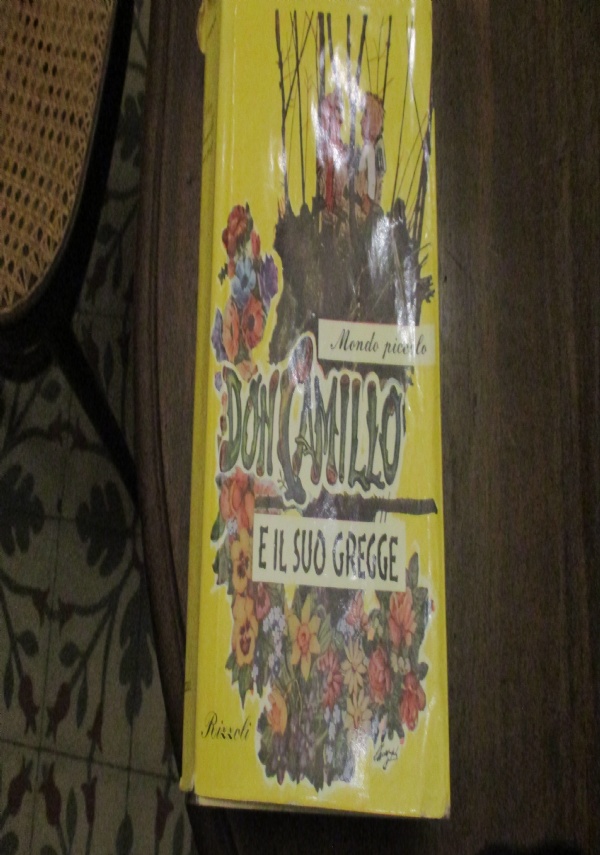 Mondo piccolo
DON CAMILLO
E IL SUO GREGGE
Rizzoli